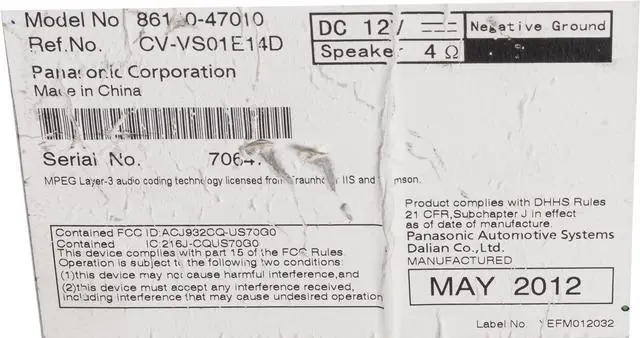 Model No 861 0-47010
Ref.No. CV-VS01E14D
DC 12V
Negative Ground
Speaker 4 Ω
Panasonic Corporation
Made in China
Serial No. 7064
MPEG Layer-3 audio coding technology licensed from Fraunhofer IIS and Thomson.
Product complies with DHHS Rules
21 CFR,Subchapter J in effect
as of date of manufacture.
Panasonic Automotive Systems
Dalian Co.,Ltd.
MANUFACTURED
MAY 2012
Contained FCC ID:ACJ932CQ-US70G0
Contained IC:216J-CQUS70G0
This device complies with part 15 of the FCC Rules
Operation is subject to the following two conditions:
(1)this device may not cause harmful interference,and
(2)this device must accept any interference received,
including interference that may cause undesired operation
Label No YEFM012032